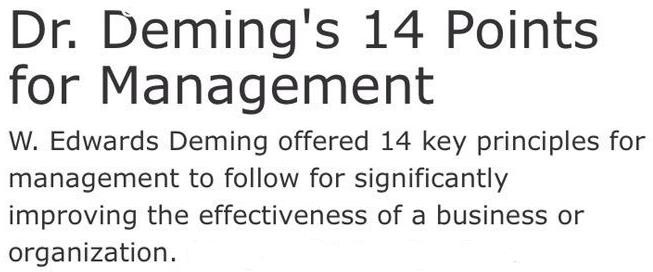 Dr. Deming's 14 Points
for Management
W. Edwards Deming offered 14 key principles for
management to follow for significantly
improving the effectiveness of a business or
organization.